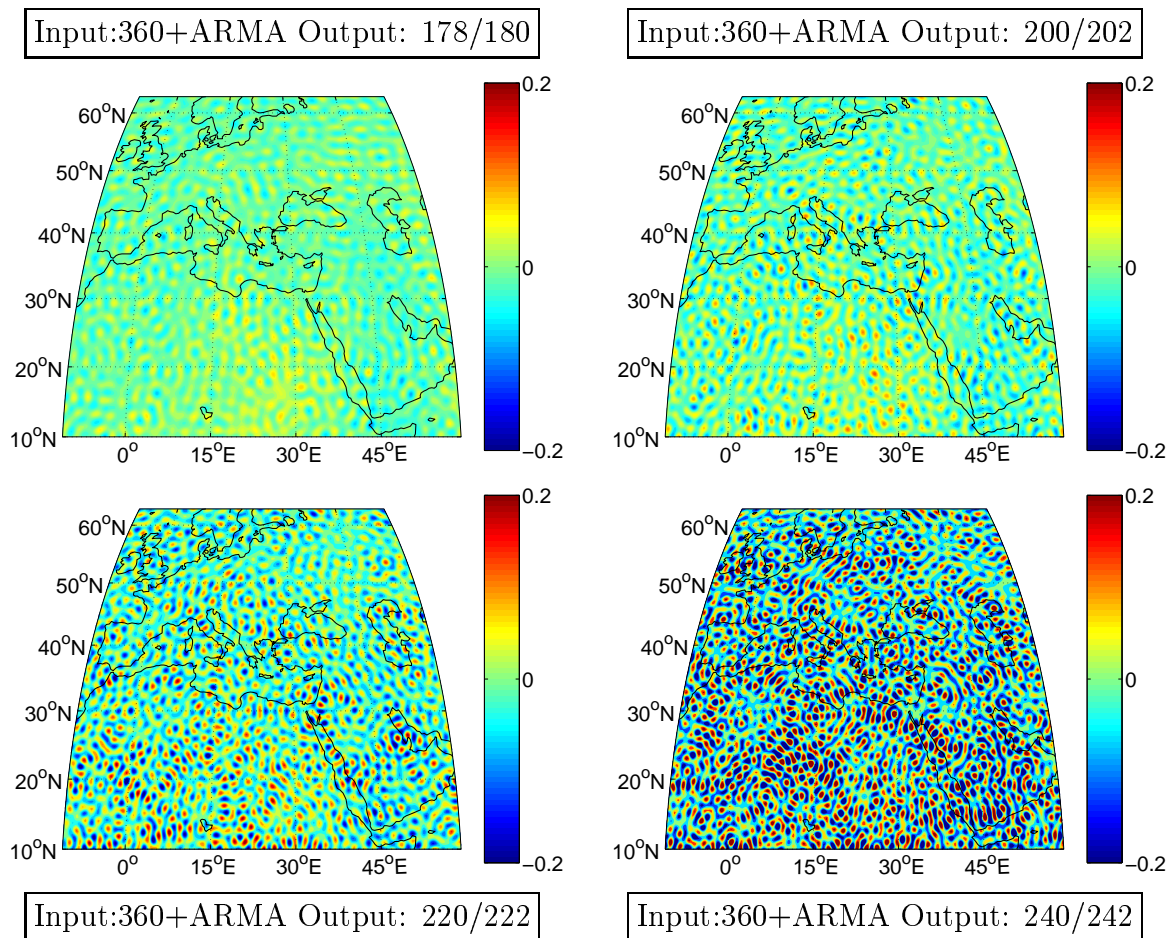 Input:360+ARMA Output: 178/180
Input:360+ARMA Output: 200/202
60°N
50°N
40°N
30°N
20°N
10°N
0°
15°E
30°E
45°E
0.2
0
−0.2
60°N
50°N
40°N
30°N
20°N
10°N
0°
15°E
30°E
45°E
0.2
0
−0.2
60°N
50°N
40°N
30°N
20°N
10°N
0°
15°E
30°E
45°E
0.2
0
−0.2
60°N
50°N
40°N
30°N
20°N
10°N
0°
15°E
30°E
45°E
0.2
0
−0.2
Input:360+ARMA Output: 220/222
Input:360+ARMA Output: 240/242